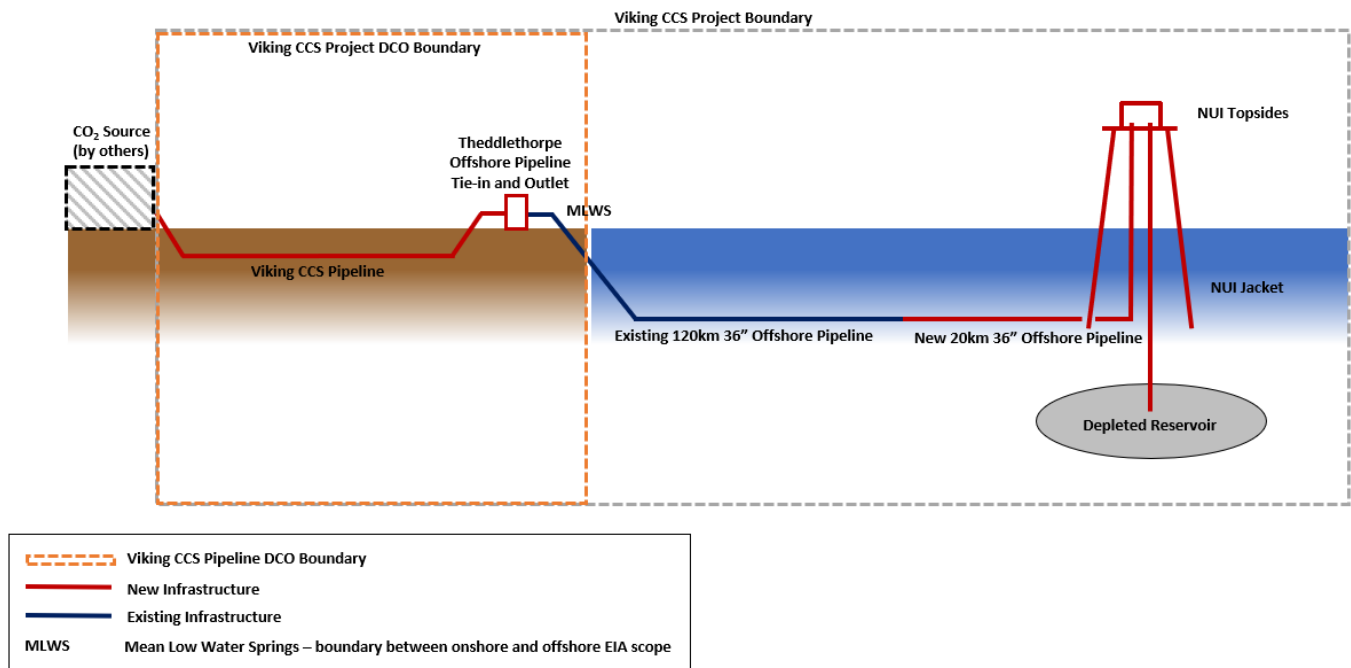 Viking CCS Project Boundary
Viking CCS Project DCO Boundary
CO₂ Source
(by others)
Theddlethorpe
Offshore Pipeline
Tie-in and Outlet
MLWS
NUI Topsides
Viking CCS Pipeline
NUI Jacket
Existing 120km 36” Offshore Pipeline
New 20km 36” Offshore Pipeline
Depleted Reservoir
Viking CCS Pipeline DCO Boundary
New Infrastructure
Existing Infrastructure
MLWS Mean Low Water Springs – boundary between onshore and offshore EIA scope